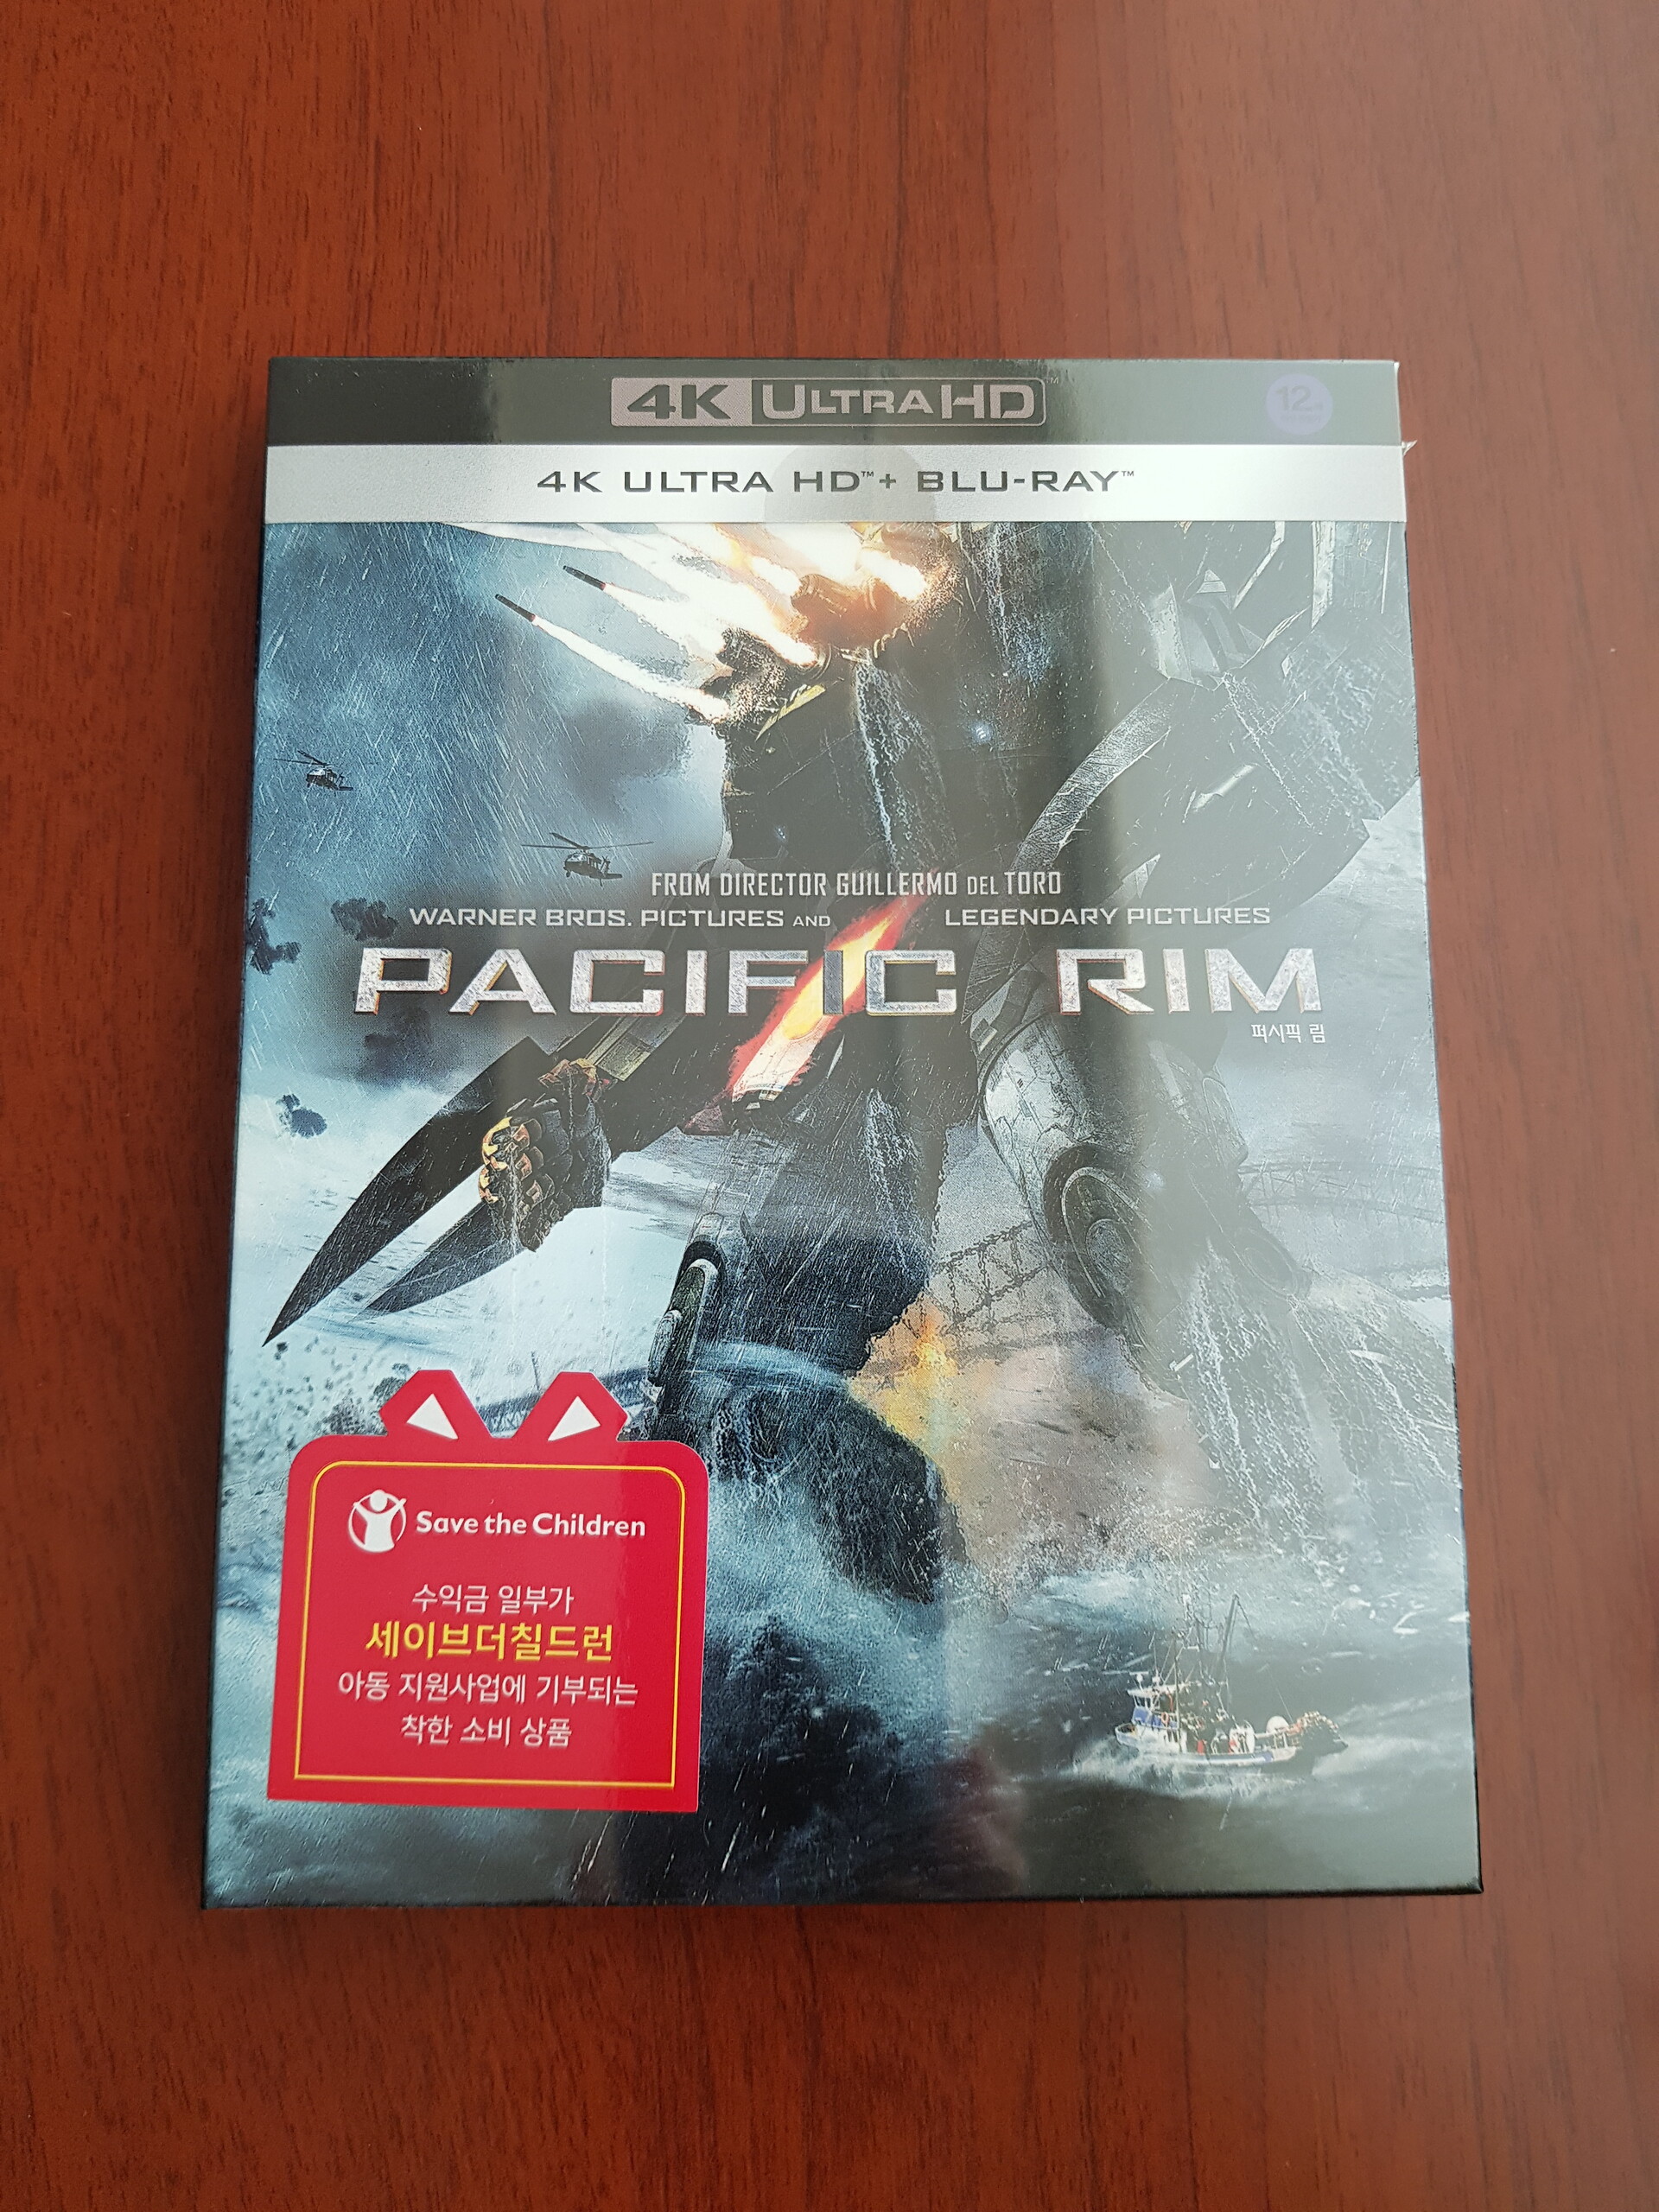 4K ULTRA HD™
12
4K ULTRA HD™ + BLU-RAY™
FROM DIRECTOR GUILLERMO DEL TORO
WARNER BROS. PICTURES AND LEGENDARY PICTURES
PACIFIC RIM
퍼시픽 림
Save the Children
수익금 일부가
세이브더칠드런
아동 지원사업에 기부되는
착한 소비 상품